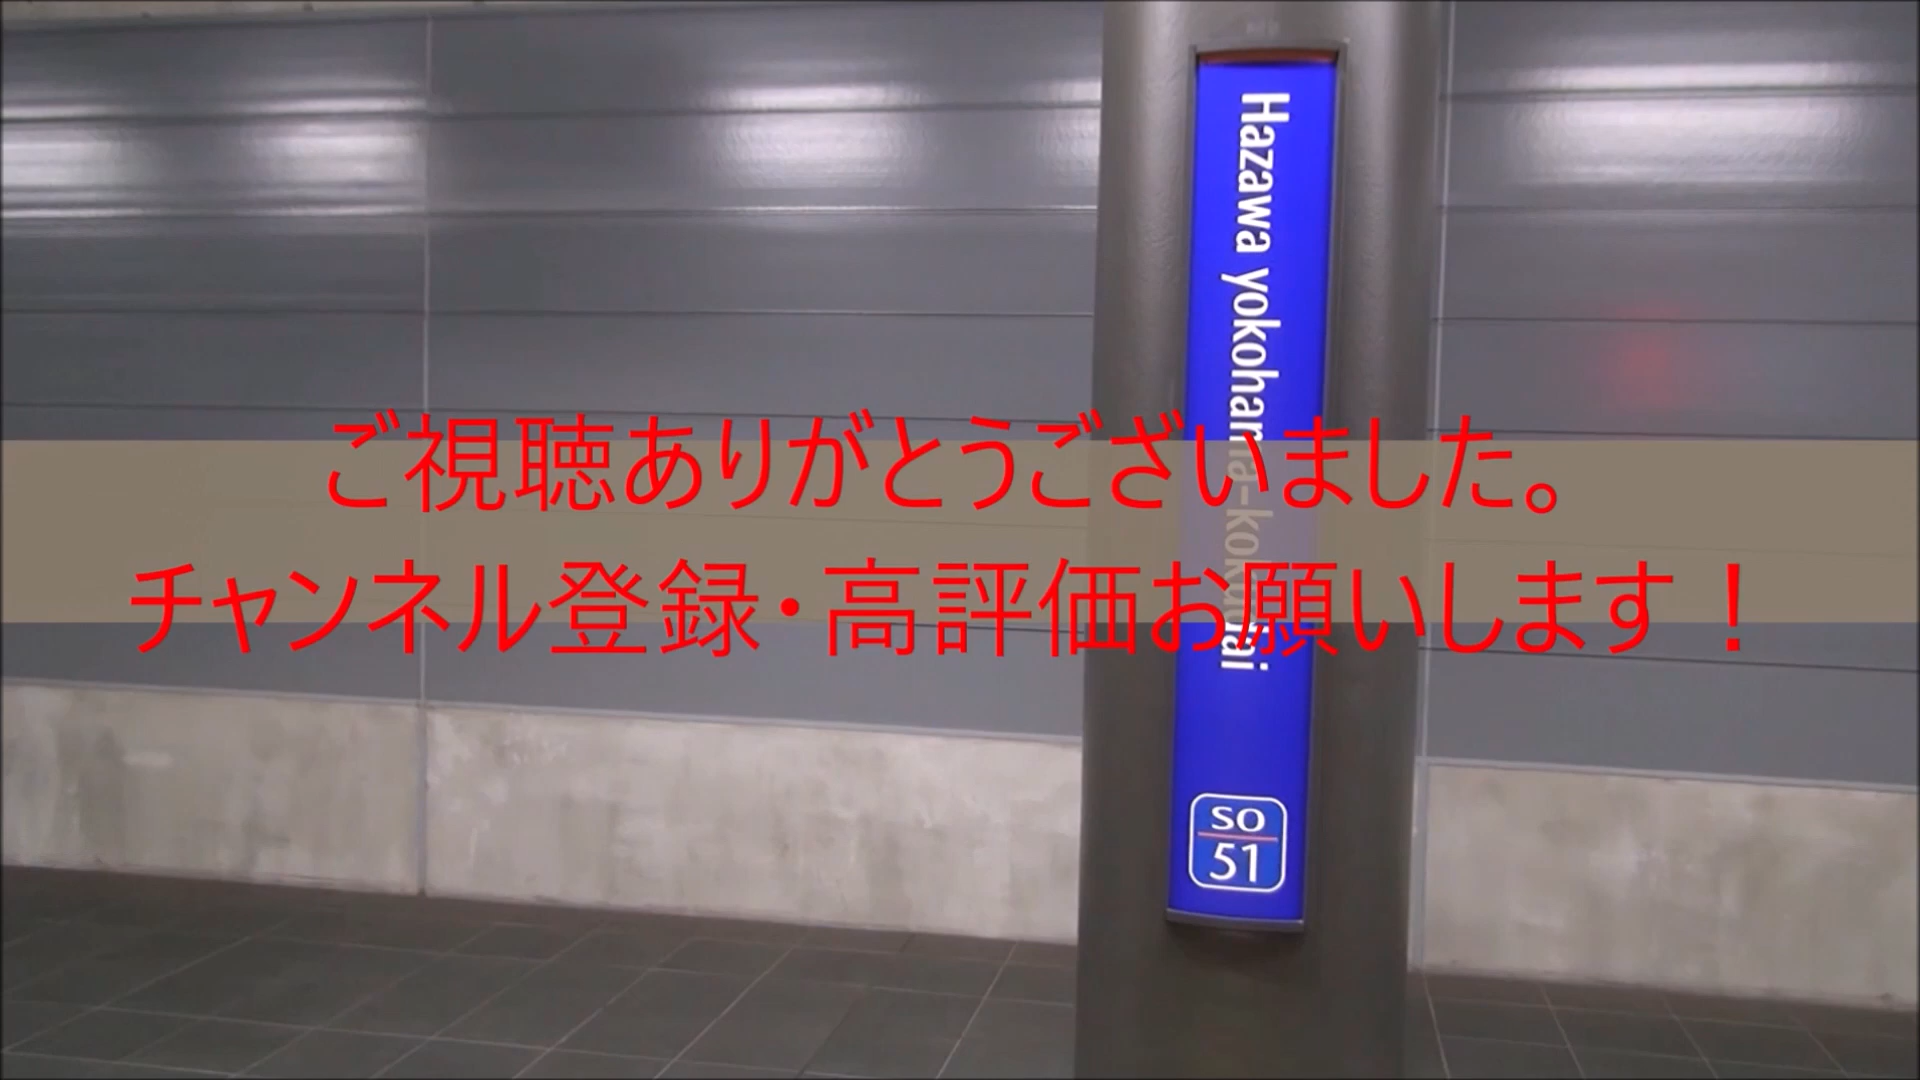 Hazawa yokohama-kokudai
ご視聴ありがとうございました。
チャンネル登録・高評価お願いします！
SO
51